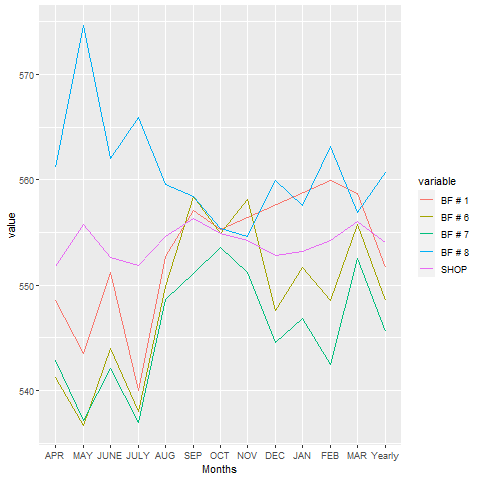 value
570
560
550
540
APR MAY JUNE JULY AUG SEP OCT NOV DEC JAN FEB MAR Yearly
Months
variable
BF # 1
BF # 6
BF # 7
BF # 8
SHOP